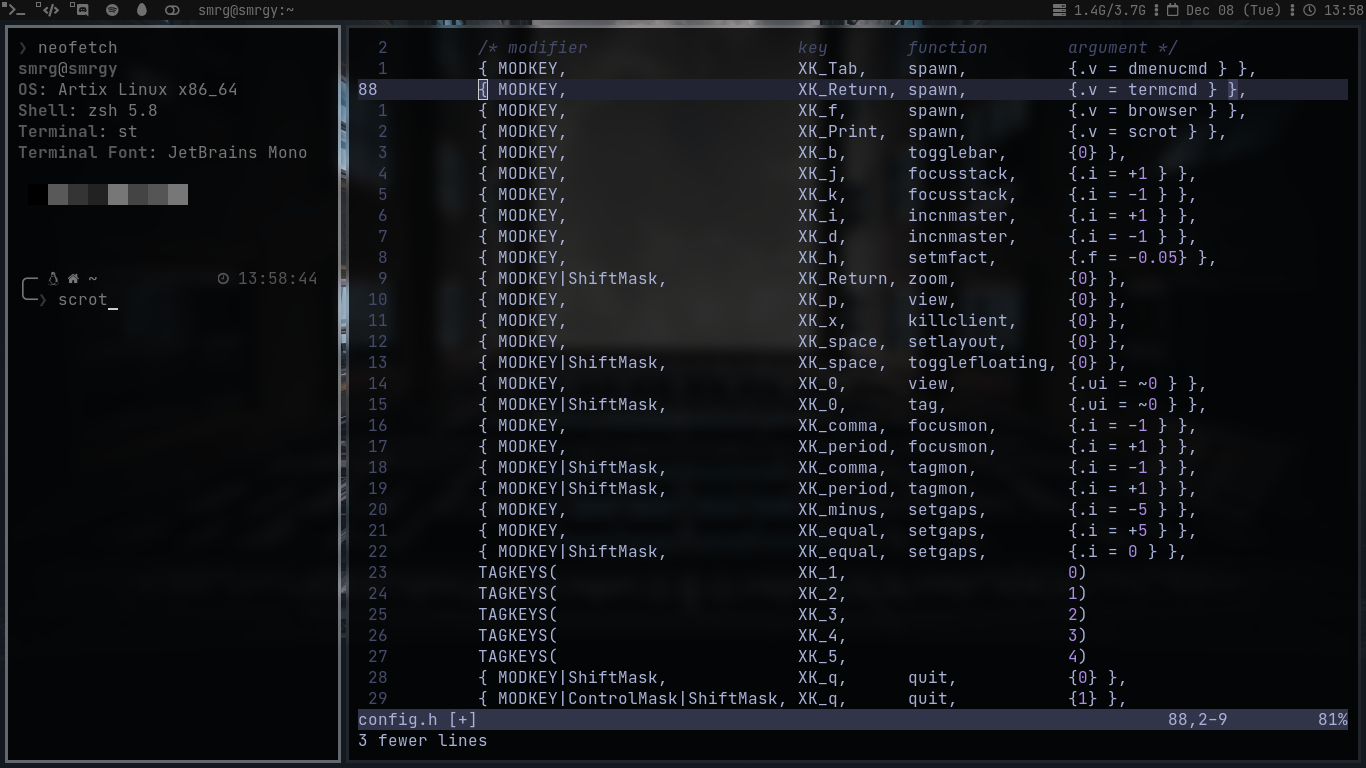 smrg@smrgy:~
1.4G/3.7G
Dec 08 (Tue)
13:58
❯ neofetch
smrg@smrgy
OS: Artix Linux x86_64
Shell: zsh 5.8
Terminal: st
Terminal Font: JetBrains Mono
~ 13:58:44
❯ scrot_
2 /* modifier key function argument */
1 { MODKEY, XK_Tab, spawn, {.v = dmenucmd } },
88 { MODKEY, XK_Return, spawn, {.v = termcmd } },
1 { MODKEY, XK_f, spawn, {.v = browser } },
2 { MODKEY, XK_Print, spawn, {.v = scrot } },
3 { MODKEY, XK_b, togglebar, {0} },
4 { MODKEY, XK_j, focusstack, {.i = +1 } },
5 { MODKEY, XK_k, focusstack, {.i = -1 } },
6 { MODKEY, XK_i, incnmaster, {.i = +1 } },
7 { MODKEY, XK_d, incnmaster, {.i = -1 } },
8 { MODKEY, XK_h, setmfact, {.f = -0.05} },
9 { MODKEY|ShiftMask, XK_Return, zoom, {0} },
10 { MODKEY, XK_p, view, {0} },
11 { MODKEY, XK_x, killclient, {0} },
12 { MODKEY, XK_space, setlayout, {0} },
13 { MODKEY|ShiftMask, XK_space, togglefloating, {0} },
14 { MODKEY, XK_0, view, {.ui = ~0 } },
15 { MODKEY|ShiftMask, XK_0, tag, {.ui = ~0 } },
16 { MODKEY, XK_comma, focusmon, {.i = -1 } },
17 { MODKEY, XK_period, focusmon, {.i = +1 } },
18 { MODKEY|ShiftMask, XK_comma, tagmon, {.i = -1 } },
19 { MODKEY|ShiftMask, XK_period, tagmon, {.i = +1 } },
20 { MODKEY, XK_minus, setgaps, {.i = -5 } },
21 { MODKEY, XK_equal, setgaps, {.i = +5 } },
22 { MODKEY|ShiftMask, XK_equal, setgaps, {.i = 0 } },
23 TAGKEYS( XK_1, 0)
24 TAGKEYS( XK_2, 1)
25 TAGKEYS( XK_3, 2)
26 TAGKEYS( XK_4, 3)
27 TAGKEYS( XK_5, 4)
28 { MODKEY|ShiftMask, XK_q, quit, {0} },
29 { MODKEY|ControlMask|ShiftMask, XK_q, quit, {1} },
config.h [+] 88,2-9 81%
3 fewer lines